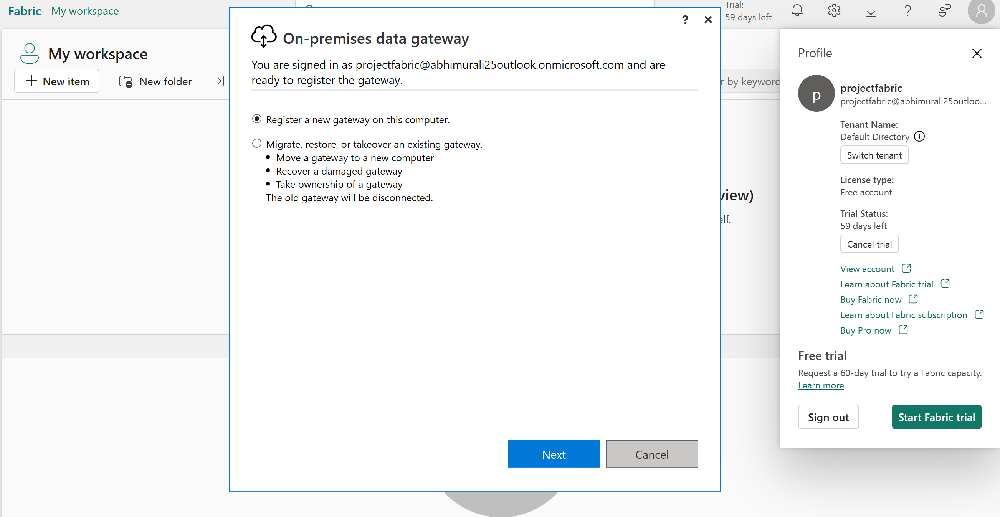 Fabric My workspace
Trial:
59 days left
My workspace
New item
New folder
?
On-premises data gateway
You are signed in as projectfabric@abhimurali25outlook.onmicrosoft.com and are
ready to register the gateway.
Register a new gateway on this computer.
Migrate, restore, or takeover an existing gateway.
• Move a gateway to a new computer
• Recover a damaged gateway
• Take ownership of a gateway
The old gateway will be disconnected.
Next
Cancel
r by keyword
view)
elf.
Profile
p
projectfabric
projectfabric@abhimurali25outloo...
Tenant Name:
Default Directory
Switch tenant
License type:
Free account
Trial Status:
59 days left
Cancel trial
View account
Learn about Fabric trial
Buy Fabric now
Learn about Fabric subscription
Buy Pro now
Free trial
Request a 60-day trial to try a Fabric capacity.
Learn more
Sign out
Start Fabric trial